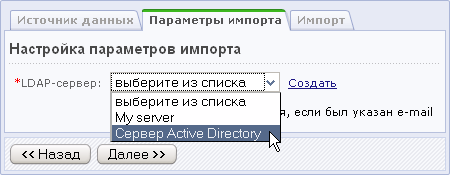 Источник данных Параметры импорта Импорт
Настройка параметров импорта
*LDAP-сервер: выберите из списка Создать
выберите из списка
My server
, если был указан e-mail
Сервер Active Directory
<< Назад Далее >>